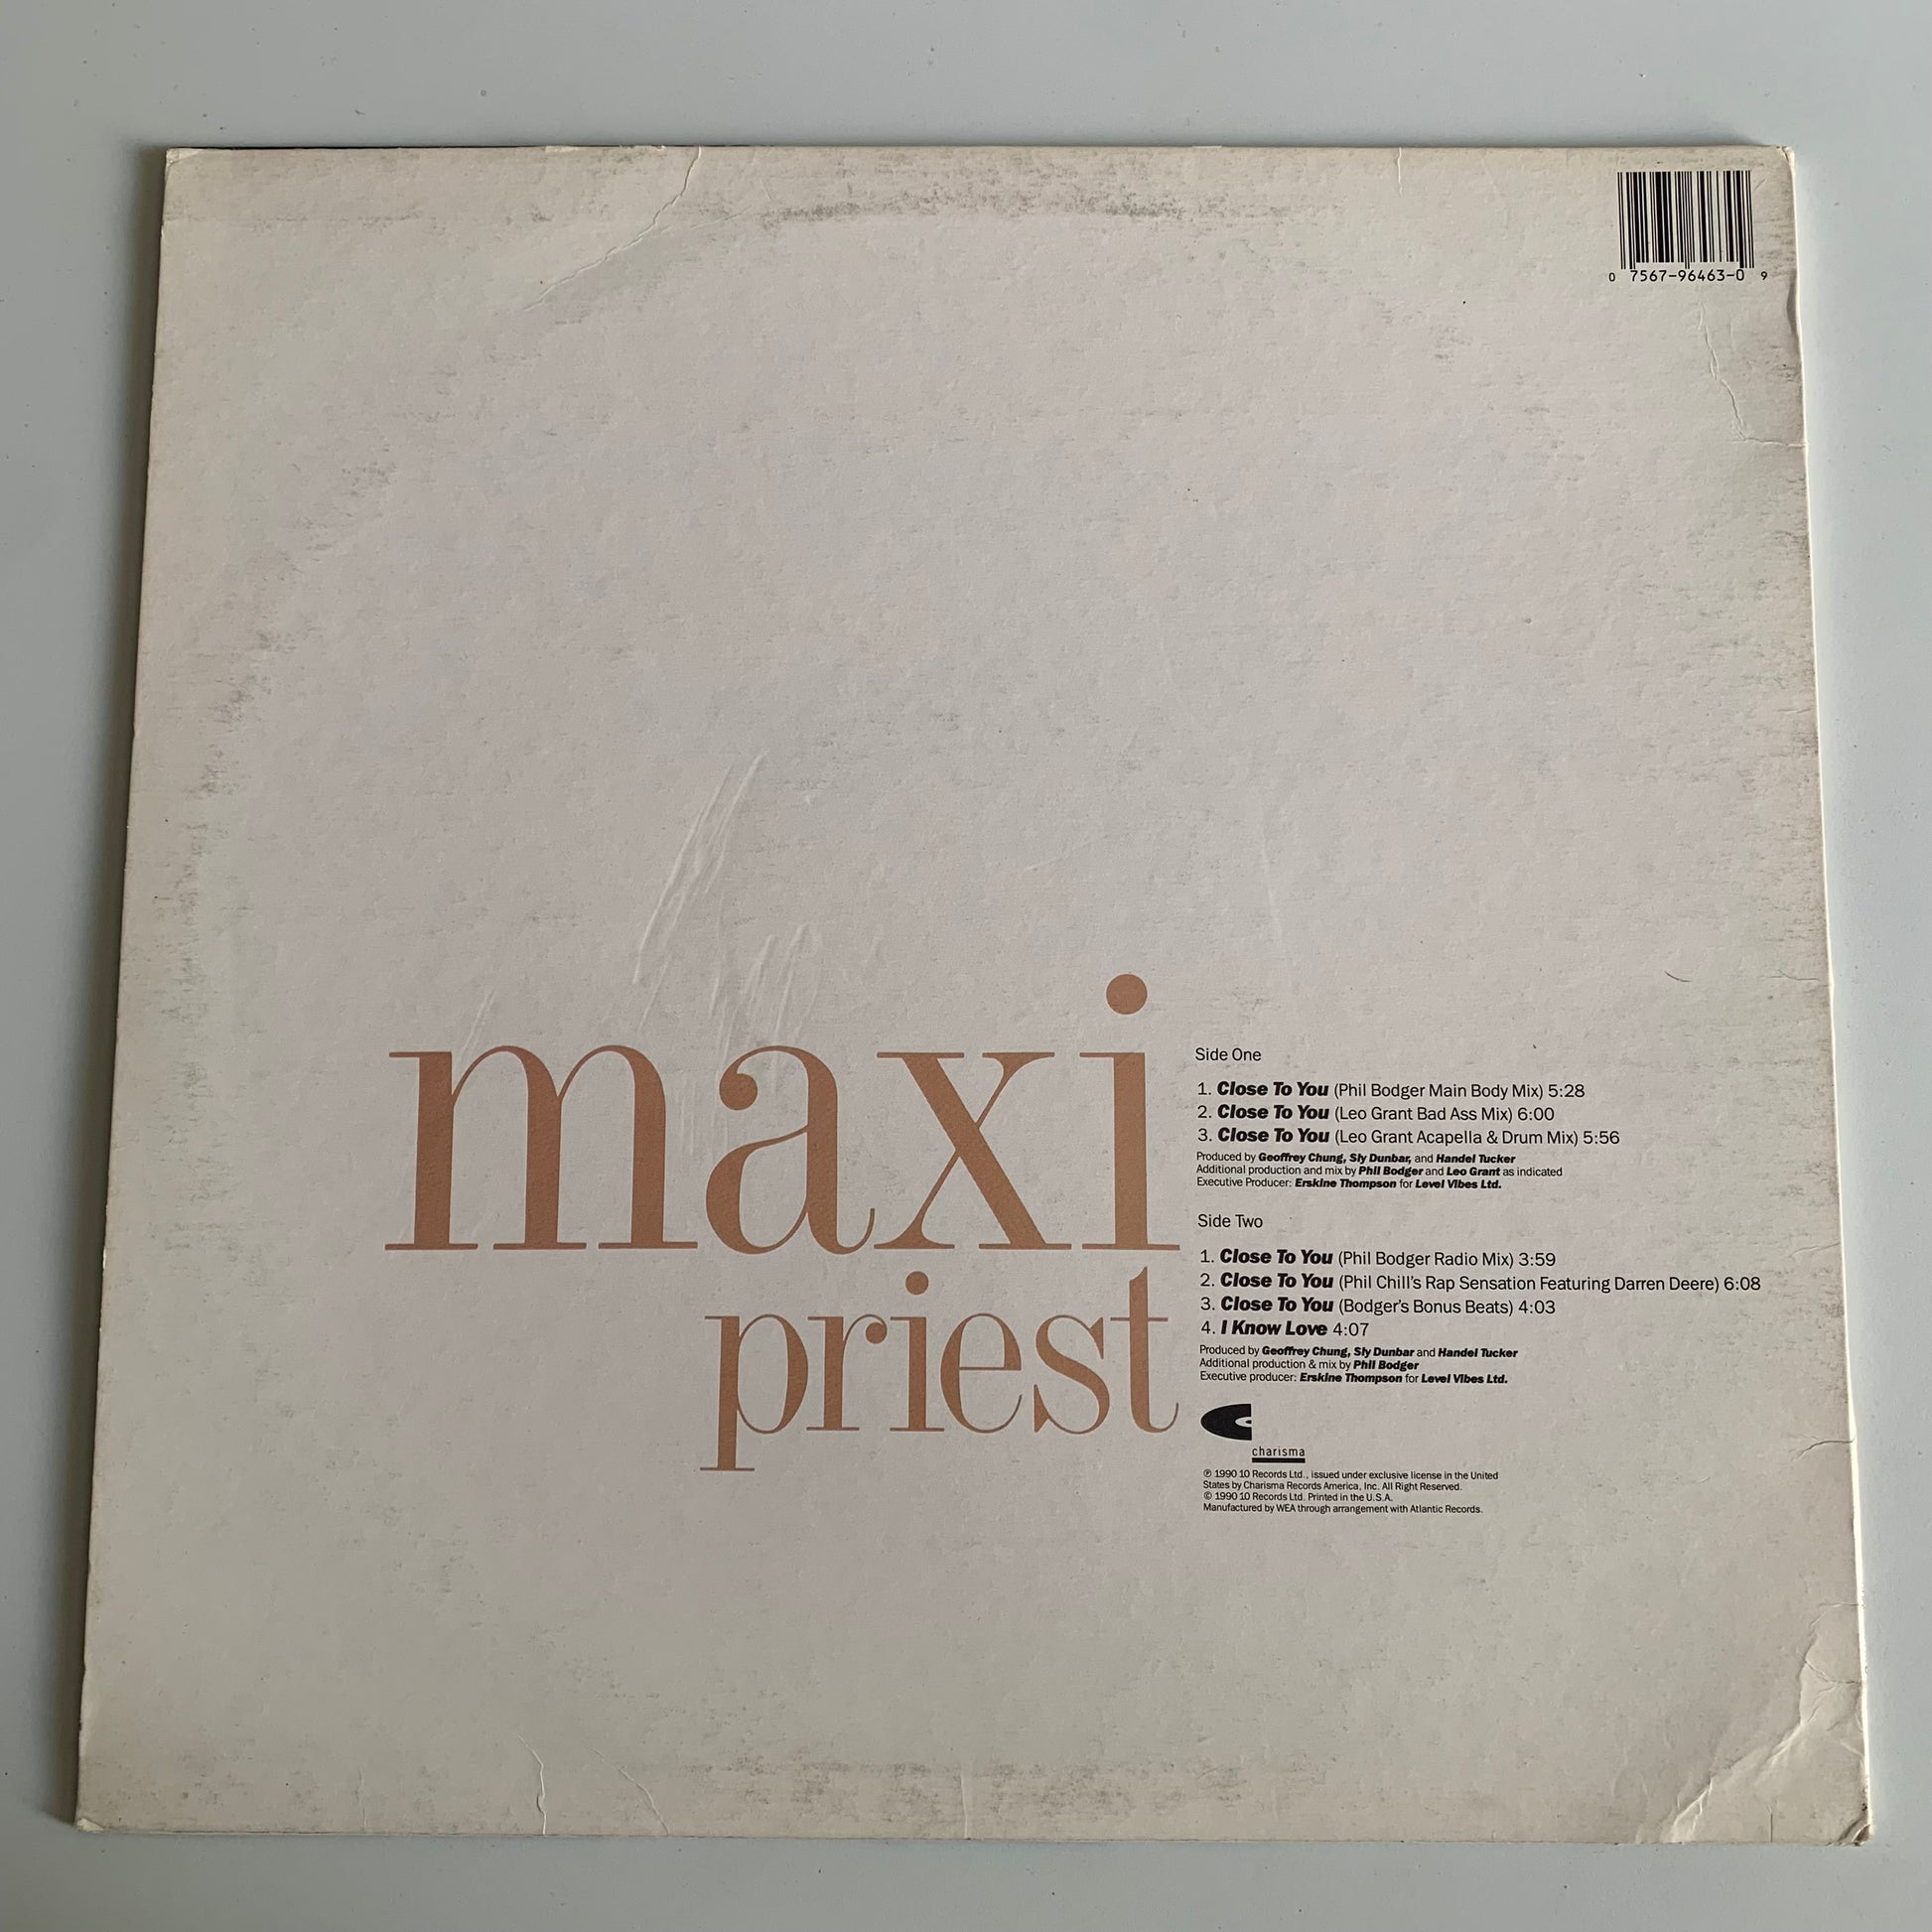 0 7567-96463-0 9
maxi
priest
Side One
1. Close To You (Phil Bodger Main Body Mix) 5:28
2. Close To You (Leo Grant Bad Ass Mix) 6:00
3. Close To You (Leo Grant Acapella & Drum Mix) 5:56
Produced by Geoffrey Chung, Sly Dunbar, and Handel Tucker
Additional production and mix by Phil Bodger and Leo Grant as indicated
Executive Producer: Erskine Thompson for Level Vibes Ltd.
Side Two
1. Close To You (Phil Bodger Radio Mix) 3:59
2. Close To You (Phil Chill's Rap Sensation Featuring Darren Deere) 6:08
3. Close To You (Bodger's Bonus Beats) 4:03
4. I Know Love 4:07
Produced by Geoffrey Chung, Sly Dunbar and Handel Tucker
Additional production & mix by Phil Bodger
Executive producer: Erskine Thompson for Level Vibes Ltd.
charisma
℗ 1990 10 Records Ltd., issued under exclusive license in the United
States by Charisma Records America, Inc. All Right Reserved.
© 1990 10 Records Ltd. Printed in the U.S.A.
Manufactured by WEA through arrangement with Atlantic Records.